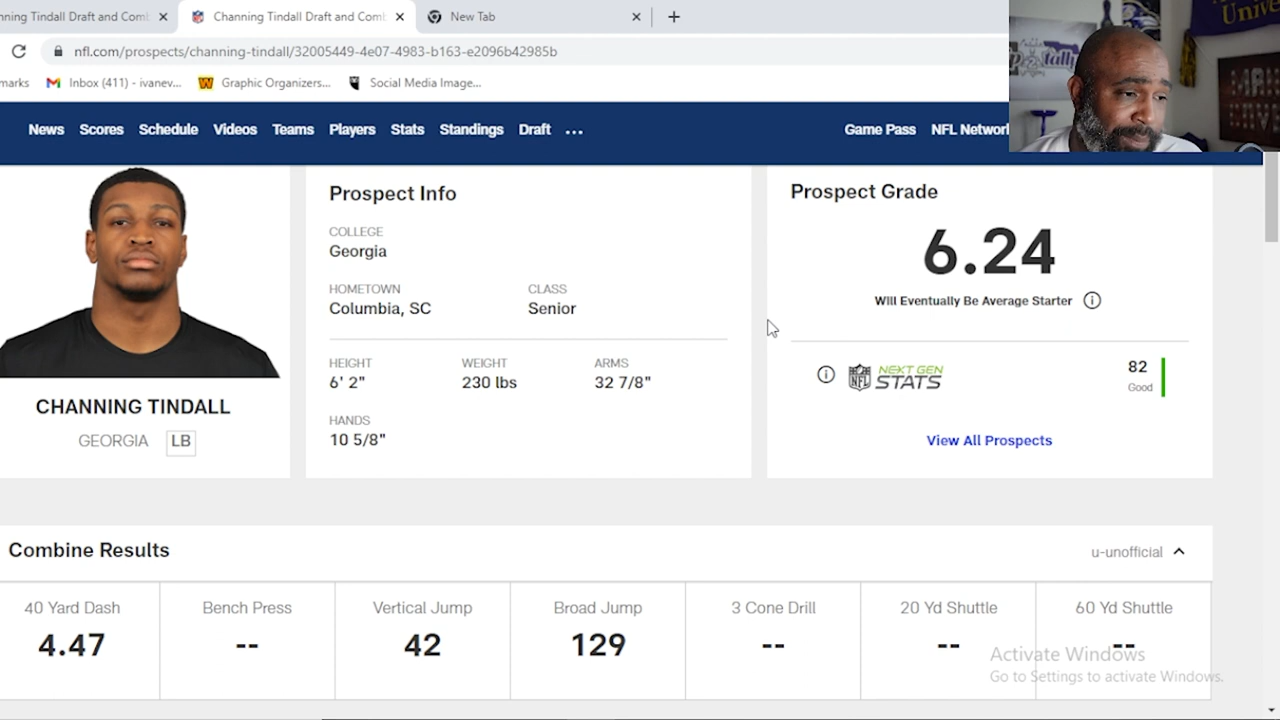 nning Tindall Draft and Comb
Channing Tindall Draft and Comb
New Tab
nfl.com/prospects/channing-tindall/32005449-4e07-4983-b163-e2096b42985b
marks
Inbox (411) - ivanev...
Graphic Organizers...
Social Media Image...
News Scores Schedule Videos Teams Players Stats Standings Draft ... Game Pass NFL Network
Prospect Info
COLLEGE
Georgia
HOMETOWN CLASS
Columbia, SC Senior
HEIGHT WEIGHT ARMS
6' 2" 230 lbs 32 7/8"
HANDS
10 5/8"
Prospect Grade
6.24
Will Eventually Be Average Starter
NFL NEXT GEN STATS
82
Good
View All Prospects
CHANNING TINDALL
GEORGIA LB
Combine Results
u-unofficial
40 Yard Dash Bench Press Vertical Jump Broad Jump 3 Cone Drill 20 Yd Shuttle 60 Yd Shuttle
4.47 -- 42 129 -- -- --
Activate Windows
Go to Settings to activate Windows.